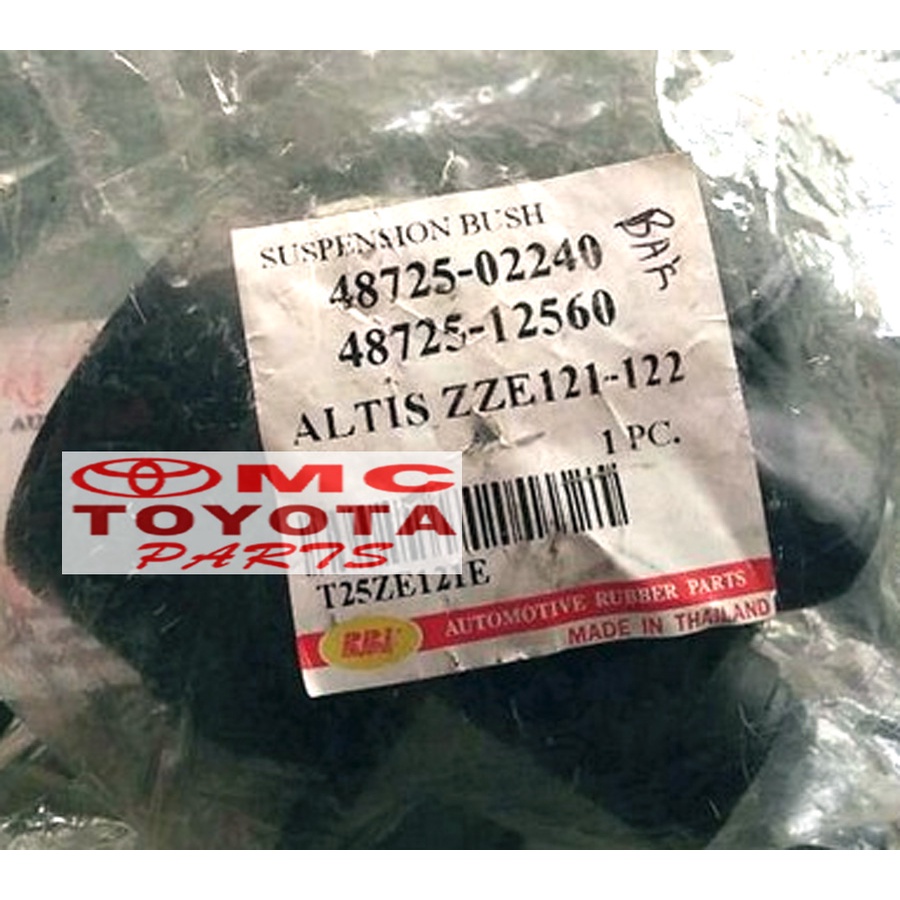 SUSPENSION BUSH
48725-02240
48725-12560
ALTIS ZZE121-122
1 PC.
MC
TOYOTA
PARTS
T25ZE121E
RBI
AUTOMOTIVE RUBBER PARTS
MADE IN THAILAND